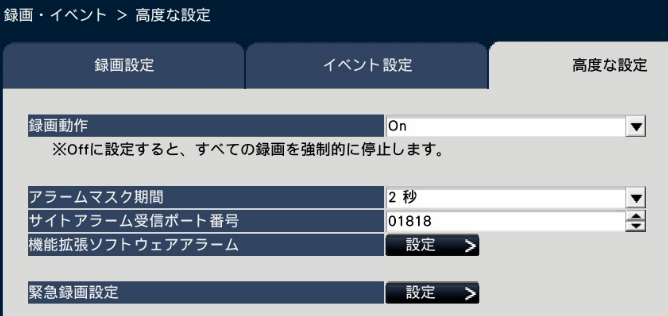 録画・イベント > 高度な設定
録画設定 イベント設定 高度な設定
録画動作 On
※Offに設定すると、すべての録画を強制的に停止します。
アラームマスク期間 2 秒
サイトアラーム受信ポート番号 01818
機能拡張ソフトウェアアラーム 設定 >
緊急録画設定 設定 >